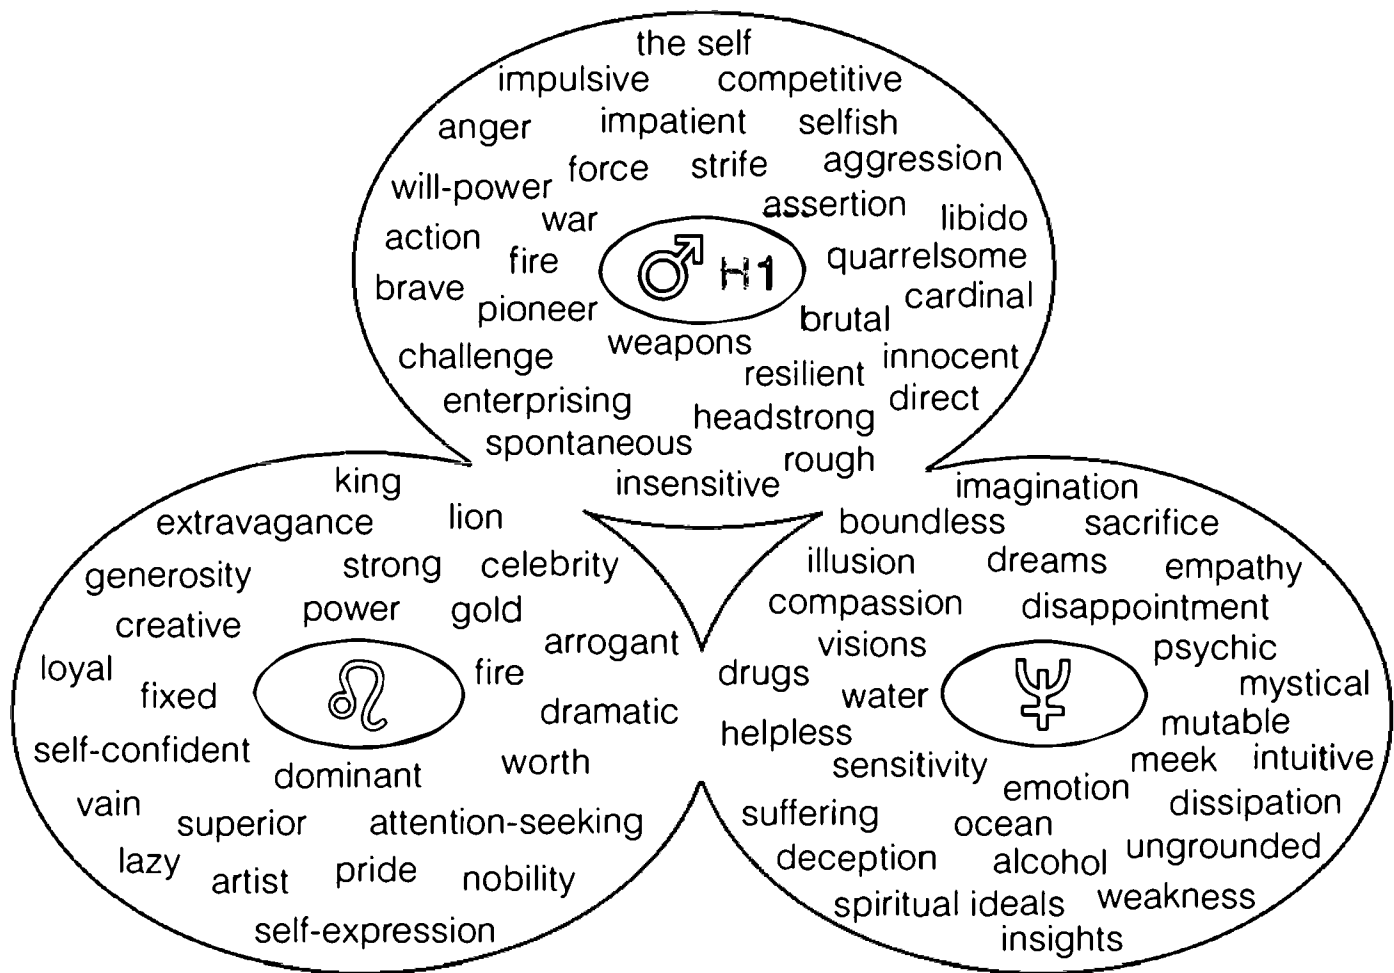 the self
impulsive competitive
anger impatient selfish
force strife aggression
will-power
war assertion libido
action
fire ♂ H1 quarrelsome
brave cardinal
pioneer brutal
weapons
challenge innocent
resilient
enterprising direct
headstrong
spontaneous
rough
insensitive
king
extravagance lion
generosity strong celebrity
creative power gold
arrogant
loyal fire
fixed ♌
dramatic
self-confident worth
dominant
vain superior attention-seeking
lazy artist pride nobility
self-expression
imagination
boundless sacrifice
illusion dreams empathy
compassion disappointment
visions psychic
drugs
water ♆ mystical
mutable
helpless
sensitivity meek intuitive
emotion
dissipation
suffering ocean
ungrounded
deception alcohol
spiritual ideals weakness
insights